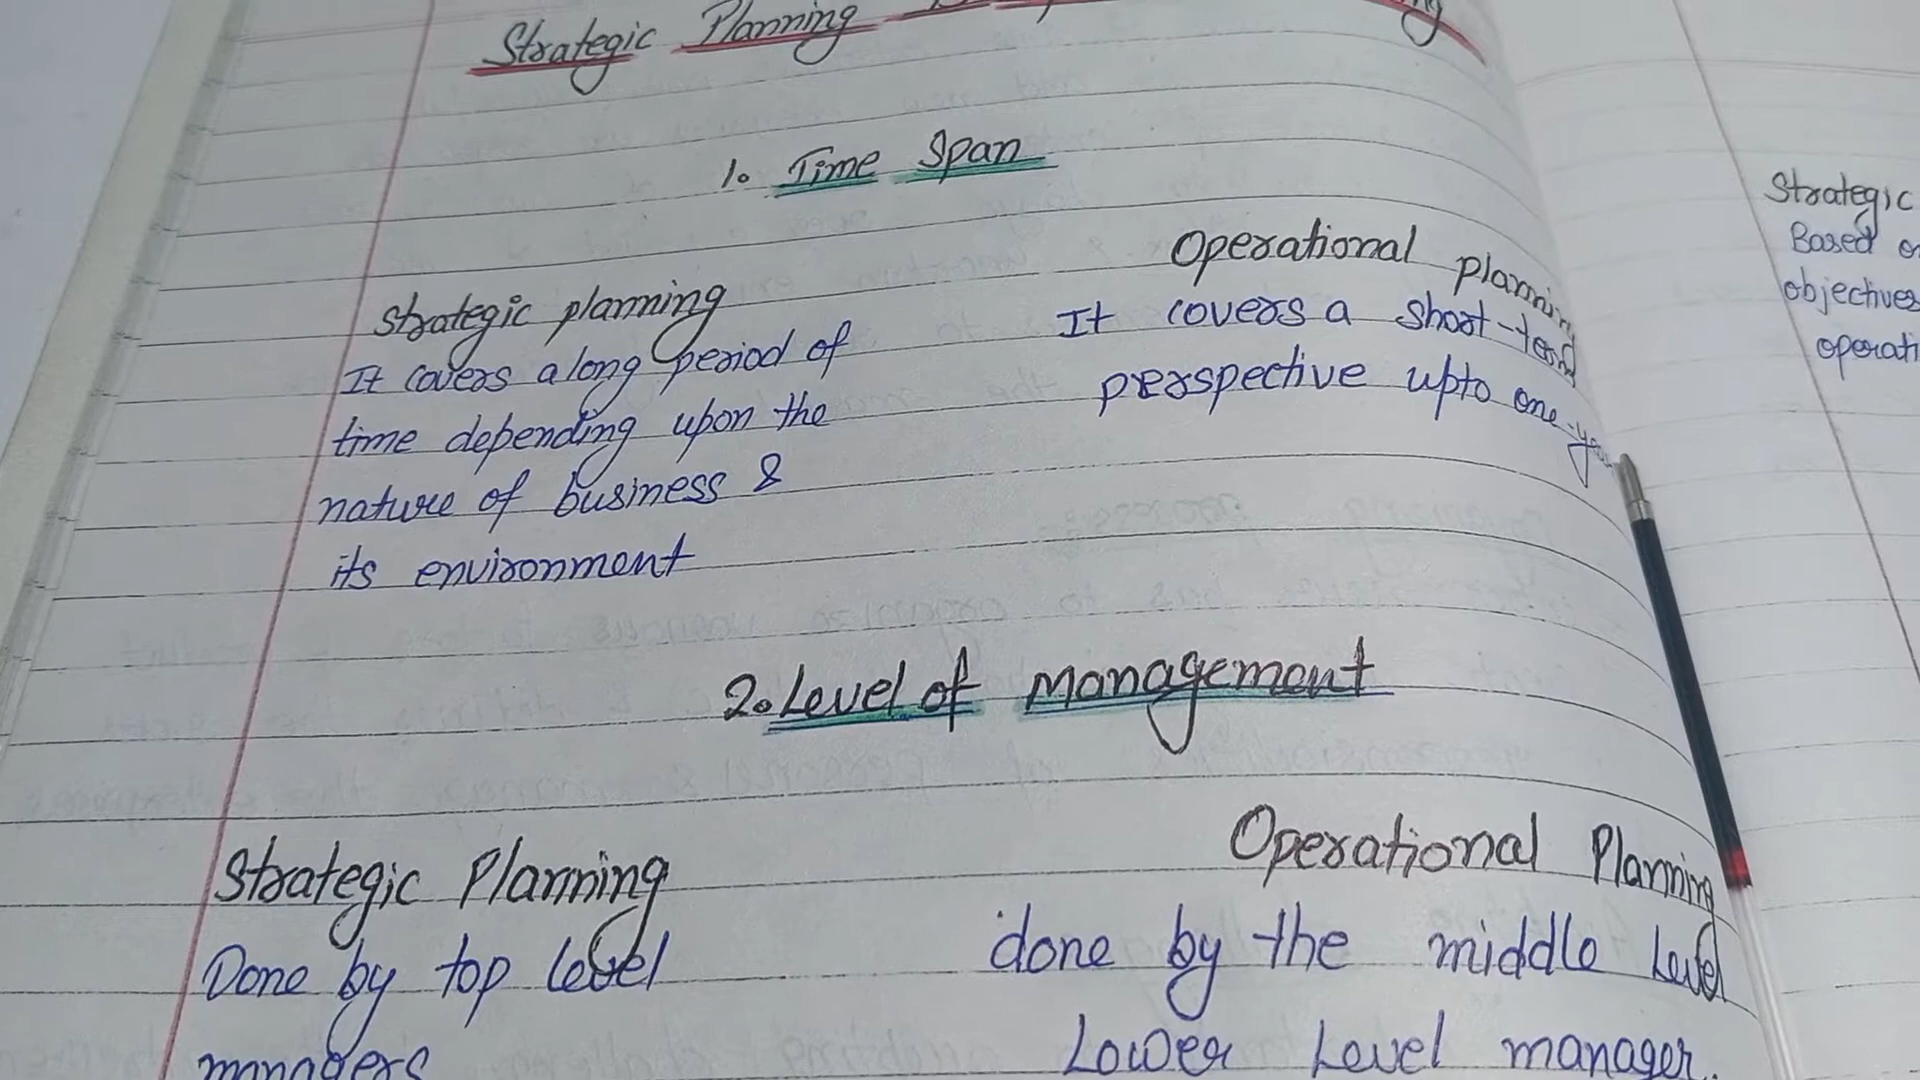 Strategic Planning
1. Time Span
Strategic planning
It covers a long period of
time depending upon the
nature of business &
its environment
Operational planning
It covers a short-term
perspective upto one-year
2. Level of management
Strategic Planning
Done by top level
managers
Operational Planning
done by the middle level
Lower Level manager.
Strategic
Based
objectives